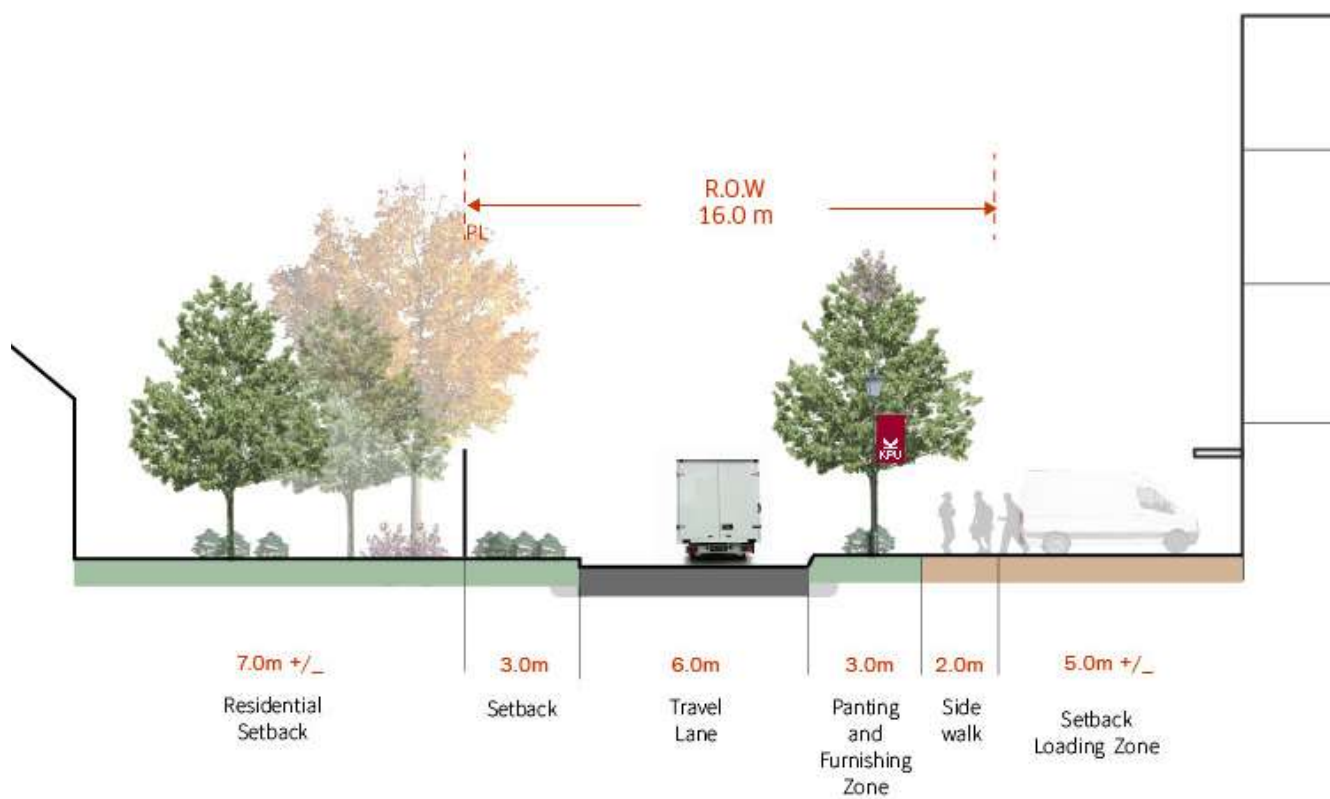 R.O.W
16.0 m
PL
KPU
7.0m +/_
3.0m
6.0m
3.0m
2.0m
5.0m +/_
Residential
Setback
Setback
Travel
Lane
Panting
and
Furnishing
Zone
Side
walk
Setback
Loading Zone